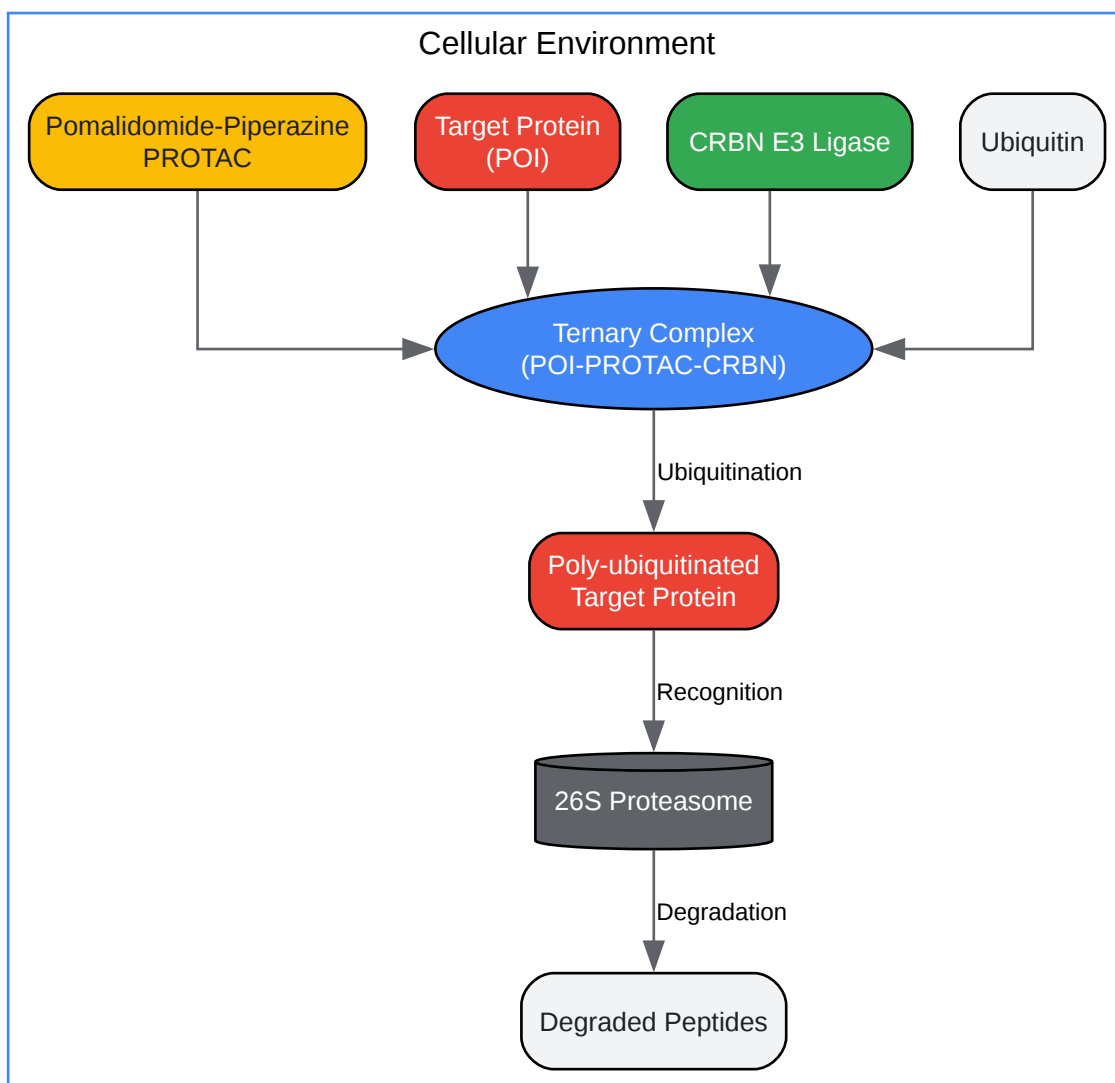 Cellular Environment
Pomalidomide-Piperazine
PROTAC
Target Protein
(POI)
CRBN E3 Ligase
Ubiquitin
Ternary Complex
(POI-PROTAC-CRBN)
Ubiquitination
Poly-ubiquitinated
Target Protein
Recognition
26S Proteasome
Degradation
Degraded Peptides